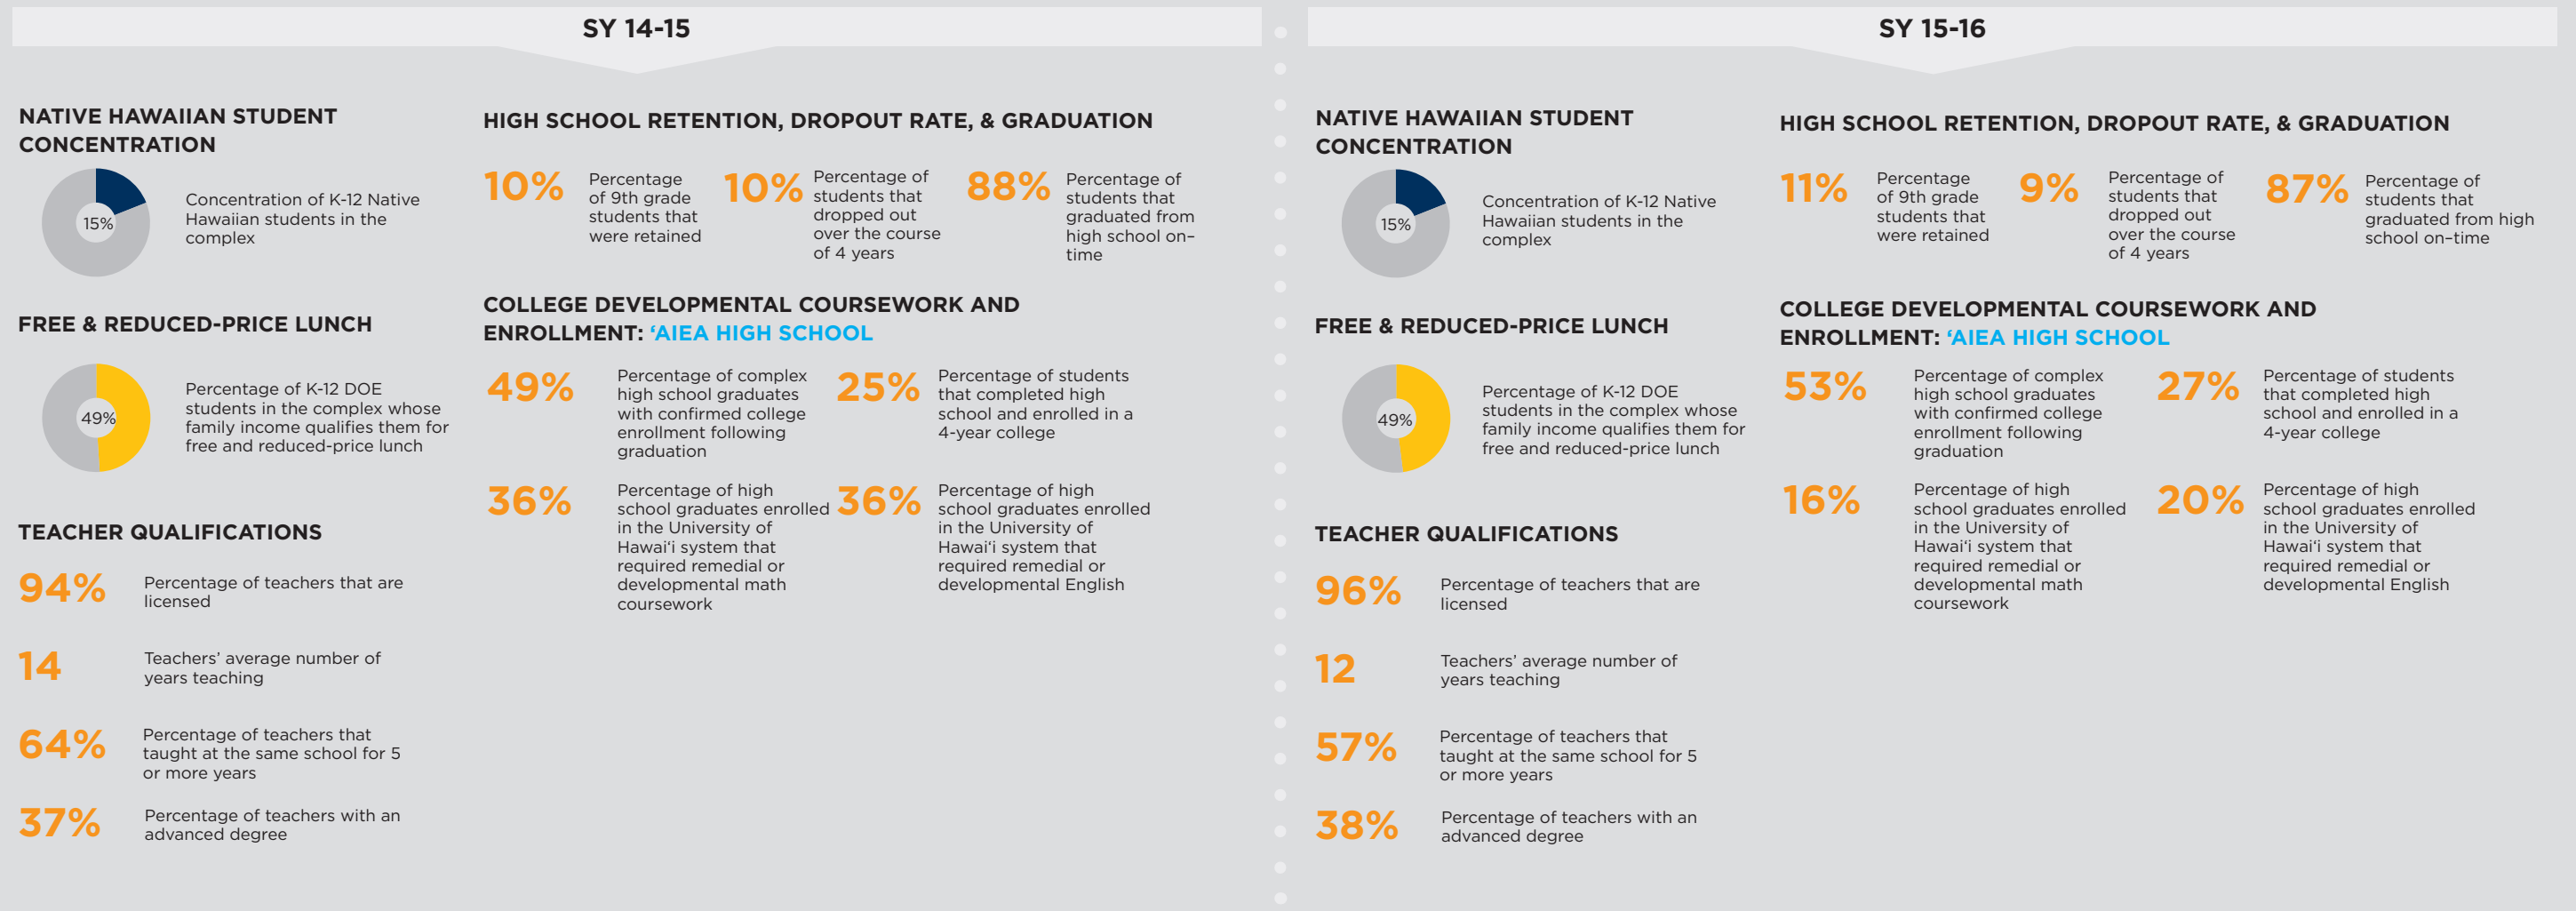 SY 14-15
NATIVE HAWAIIAN STUDENT
CONCENTRATION
15%
Concentration of K-12 Native
Hawaiian students in the
complex
FREE & REDUCED-PRICE LUNCH
49%
Percentage of K-12 DOE
students in the complex whose
family income qualifies them for
free and reduced-price lunch
TEACHER QUALIFICATIONS
94%
Percentage of teachers that are
licensed
14
Teachers’ average number of
years teaching
64%
Percentage of teachers that
taught at the same school for 5
or more years
37%
Percentage of teachers with an
advanced degree
HIGH SCHOOL RETENTION, DROPOUT RATE, & GRADUATION
10%
Percentage
of 9th grade
students that
were retained
10%
Percentage of
students that
dropped out
over the course
of 4 years
88%
Percentage of
students that
graduated from
high school on–
time
COLLEGE DEVELOPMENTAL COURSEWORK AND
ENROLLMENT: ‘AIEA HIGH SCHOOL
49%
Percentage of complex
high school graduates
with confirmed college
enrollment following
graduation
25%
Percentage of students
that completed high
school and enrolled in a
4-year college
36%
Percentage of high
school graduates enrolled
in the University of
Hawai‘i system that
required remedial or
developmental math
coursework
36%
Percentage of high
school graduates enrolled
in the University of
Hawai‘i system that
required remedial or
developmental English
SY 15-16
NATIVE HAWAIIAN STUDENT
CONCENTRATION
15%
Concentration of K-12 Native
Hawaiian students in the
complex
FREE & REDUCED-PRICE LUNCH
49%
Percentage of K-12 DOE
students in the complex whose
family income qualifies them for
free and reduced-price lunch
TEACHER QUALIFICATIONS
96%
Percentage of teachers that are
licensed
12
Teachers’ average number of
years teaching
57%
Percentage of teachers that
taught at the same school for 5
or more years
38%
Percentage of teachers with an
advanced degree
HIGH SCHOOL RETENTION, DROPOUT RATE, & GRADUATION
11%
Percentage
of 9th grade
students that
were retained
9%
Percentage of
students that
dropped out
over the course
of 4 years
87%
Percentage of
students that
graduated from high
school on–time
COLLEGE DEVELOPMENTAL COURSEWORK AND
ENROLLMENT: ‘AIEA HIGH SCHOOL
53%
Percentage of complex
high school graduates
with confirmed college
enrollment following
graduation
27%
Percentage of students
that completed high
school and enrolled in a
4-year college
16%
Percentage of high
school graduates enrolled
in the University of
Hawai‘i system that
required remedial or
developmental math
coursework
20%
Percentage of high
school graduates enrolled
in the University of
Hawai‘i system that
required remedial or
developmental English